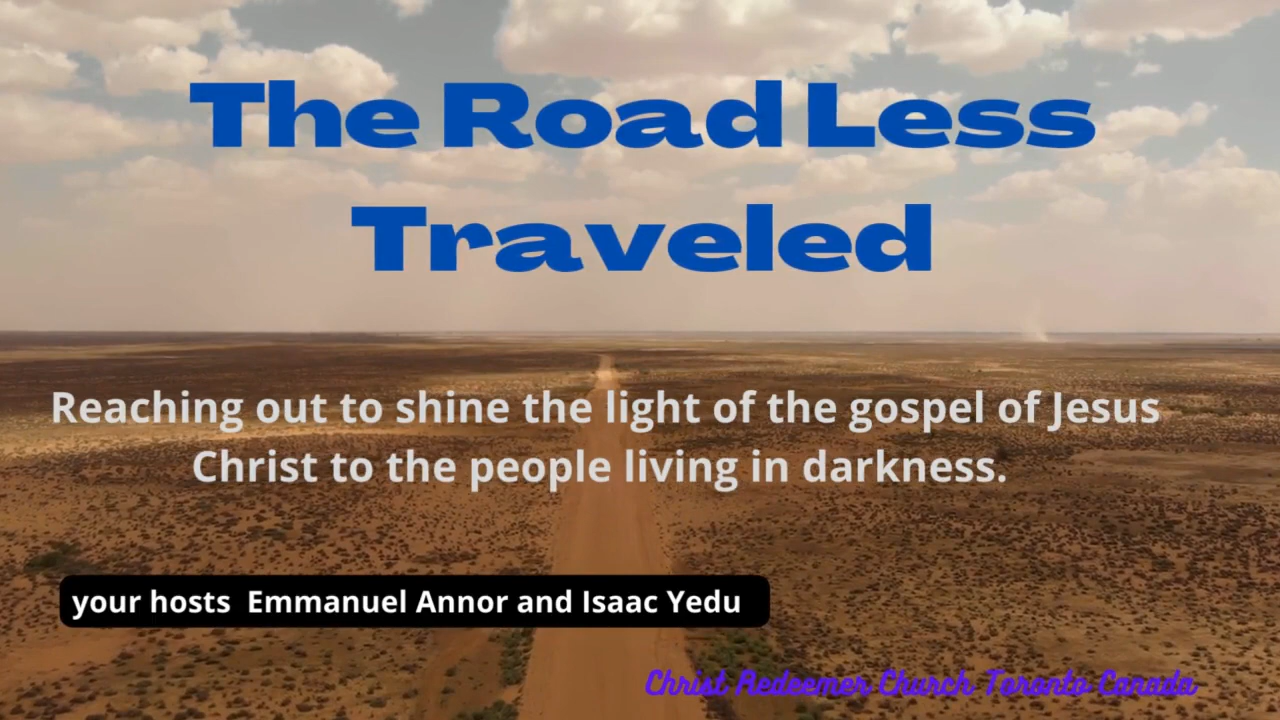 The Road Less
Traveled
Reaching out to shine the light of the gospel of Jesus
Christ to the people living in darkness.
your hosts  Emmanuel Annor and Isaac Yedu
Christ Redeemer Church Toronto Canada